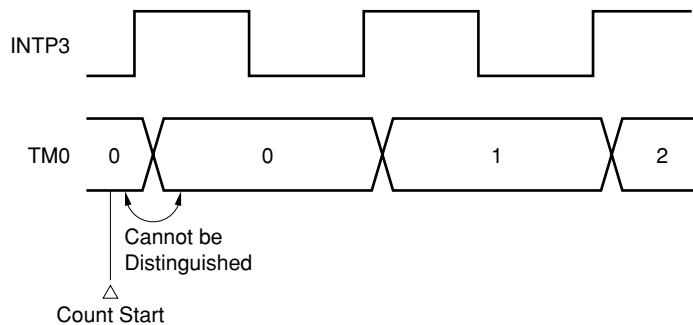 INTP3
TM0 0 0 1 2
Cannot be
Distinguished
Count Start